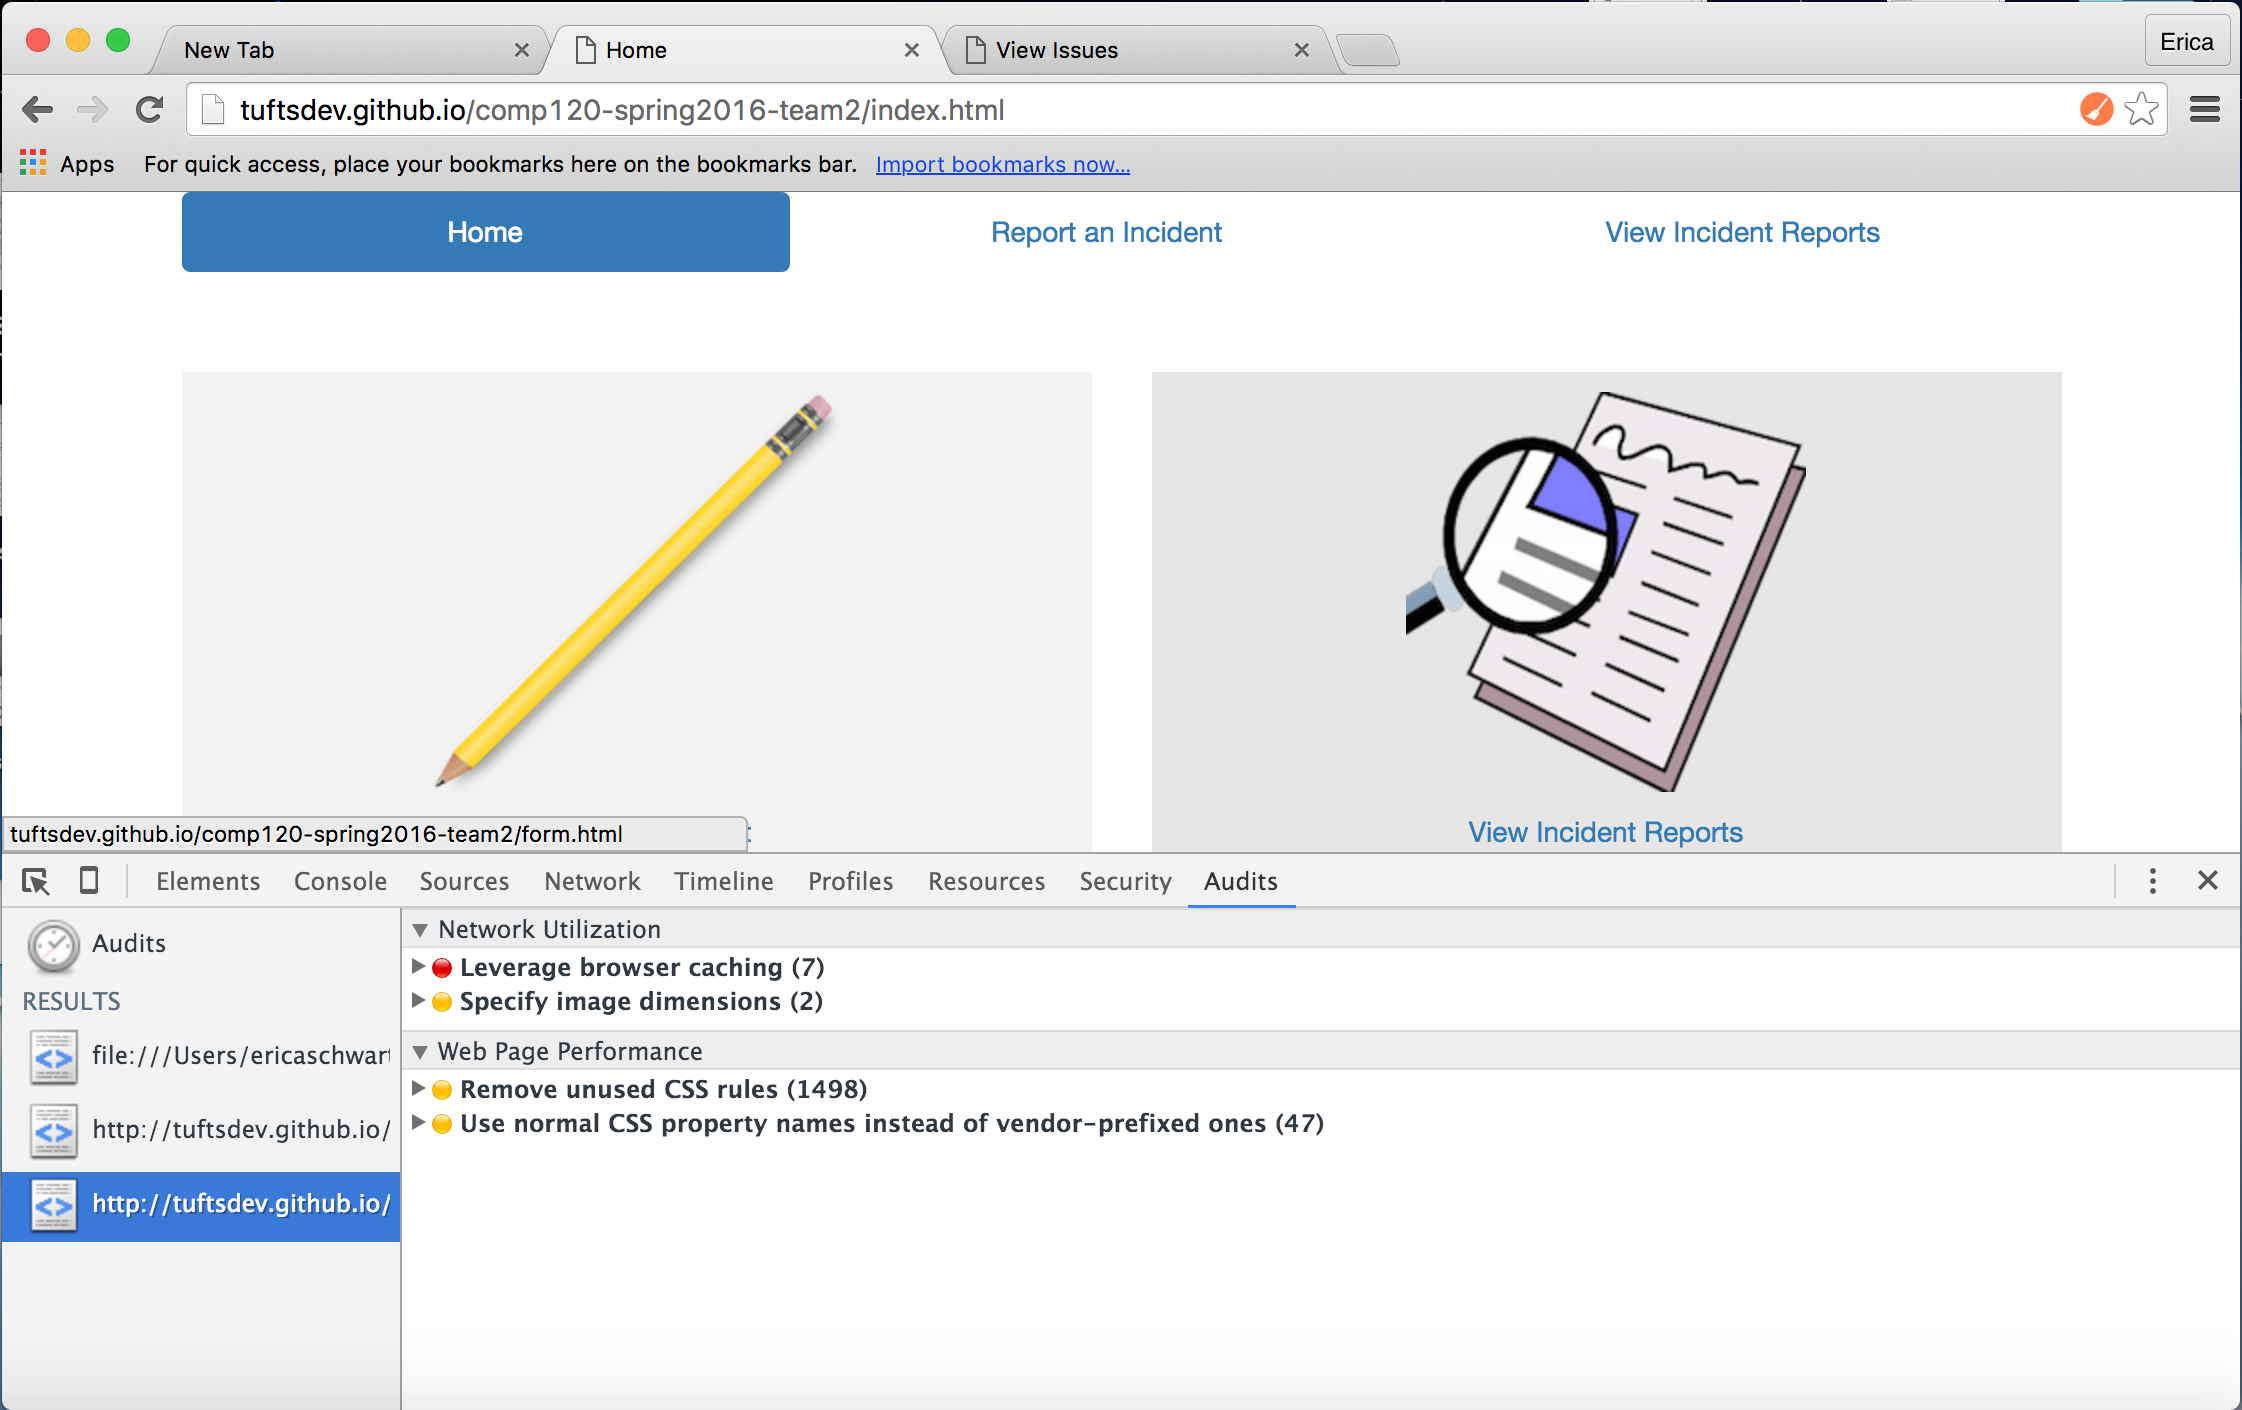 New Tab
Home
View Issues
Erica
tuftsdev.github.io/comp120-spring2016-team2/index.html
Apps
For quick access, place your bookmarks here on the bookmarks bar. Import bookmarks now...
Home
Report an Incident
View Incident Reports
View Incident Reports
tuftsdev.github.io/comp120-spring2016-team2/form.html
Elements Console Sources Network Timeline Profiles Resources Security Audits
Audits
RESULTS
file:///Users/ericaschwart
http://tuftsdev.github.io/
http://tuftsdev.github.io/
Network Utilization
Leverage browser caching (7)
Specify image dimensions (2)
Web Page Performance
Remove unused CSS rules (1498)
Use normal CSS property names instead of vendor-prefixed ones (47)